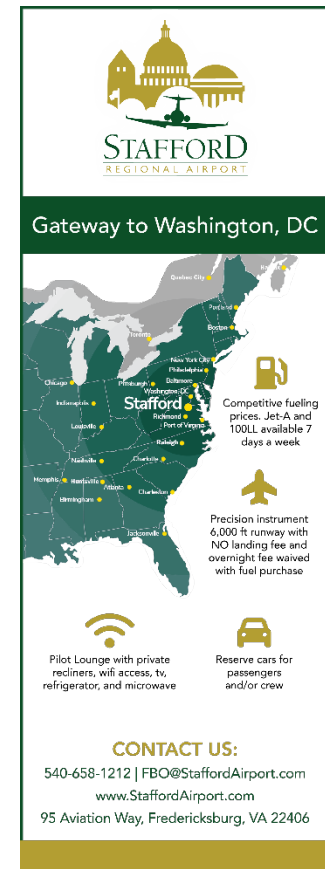 STAFFORD
REGIONAL AIRPORT
Gateway to Washington, DC
Quebec City
Portland
Toronto
Boston
New York City
Philadelphia
Chicago
Pittsburgh
Baltimore
Washington, DC
Indianapolis
Stafford
Richmond
Louisville
Port of Virginia
Raleigh
Nashville
Charlotte
Memphis
Huntsville
Atlanta
Charleston
Birmingham
Jacksonville
Competitive fueling
prices. Jet-A and
100LL available 7
days a week
Precision instrument
6,000 ft runway with
NO landing fee and
overnight fee waived
with fuel purchase
Pilot Lounge with private
recliners, wifi access, tv,
refrigerator, and microwave
Reserve cars for
passengers
and/or crew
CONTACT US:
540-658-1212 | FBO@StaffordAirport.com
www.StaffordAirport.com
95 Aviation Way, Fredericksburg, VA 22406